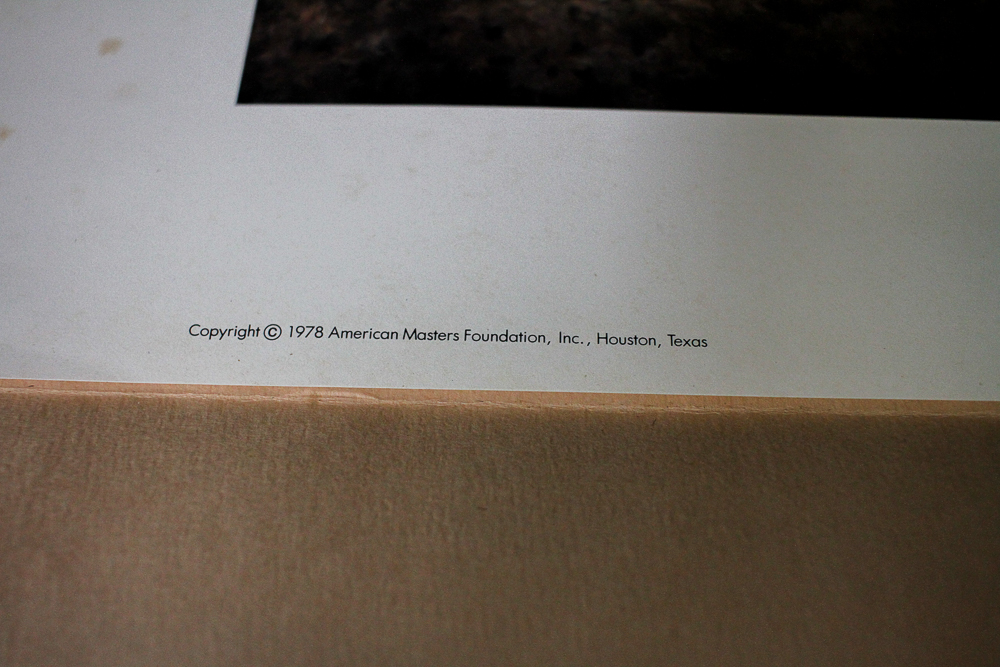 Copyright © 1978 American Masters Foundation, Inc., Houston, Texas